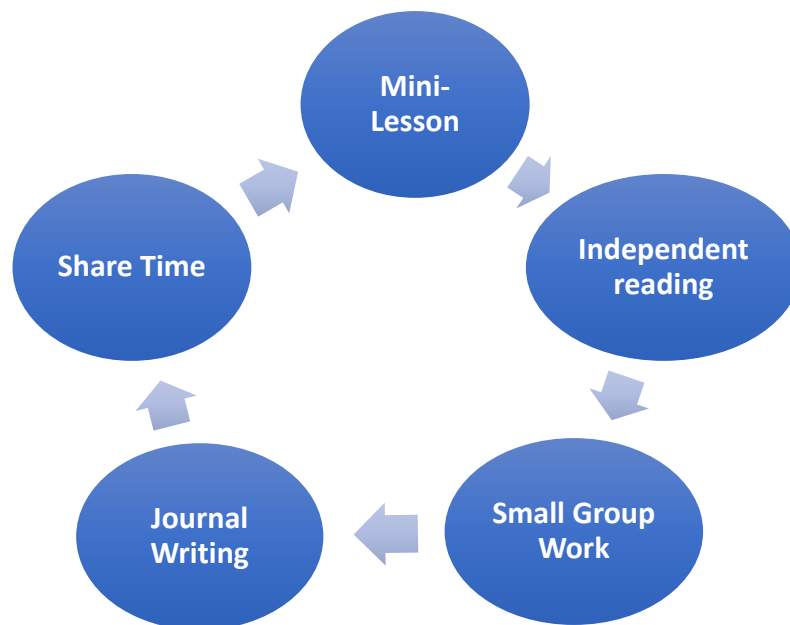 Mini-
Lesson
Independent
reading
Small Group
Work
Journal
Writing
Share Time